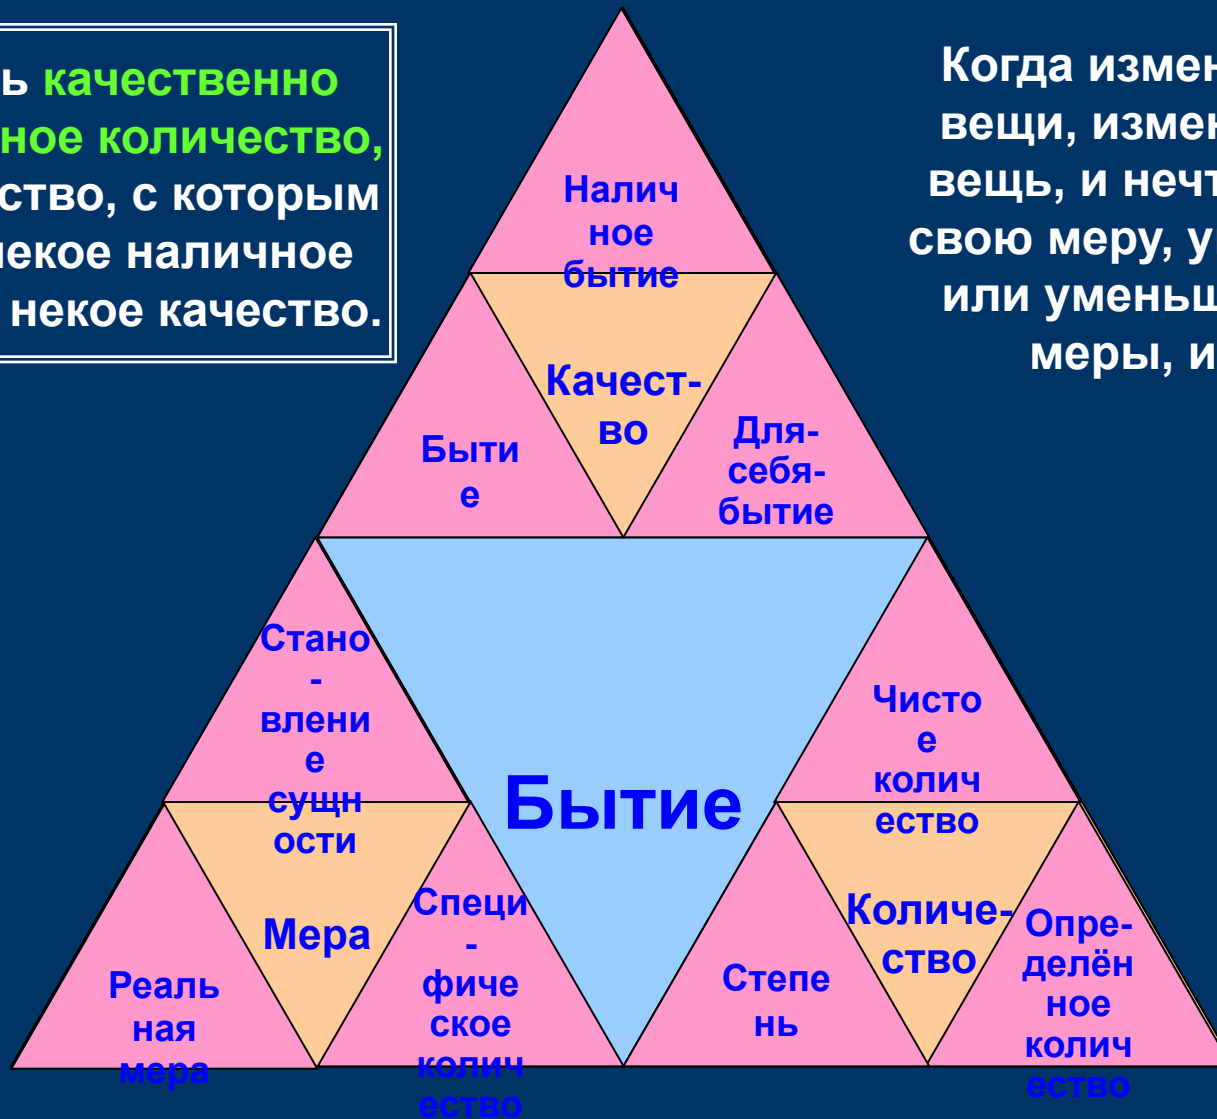 ь качественно
ное количество,
ство, с которым
некое наличное
некое качество.
Когда измен
вещи, измен
вещь, и нечт
свою меру, у
или уменьш
меры, и
Налич
ное
бытие
Качест-
во
Быти
е
Для-
себя-
бытие
Стано
-
влени
е
сущн
ости
Бытие
Чисто
е
колич
ество
Мера
Реаль
ная
мера
Специ
-
фиче
ское
колич
ество
Количе-
ство
Степе
нь
Опре-
делён
ное
колич
ество